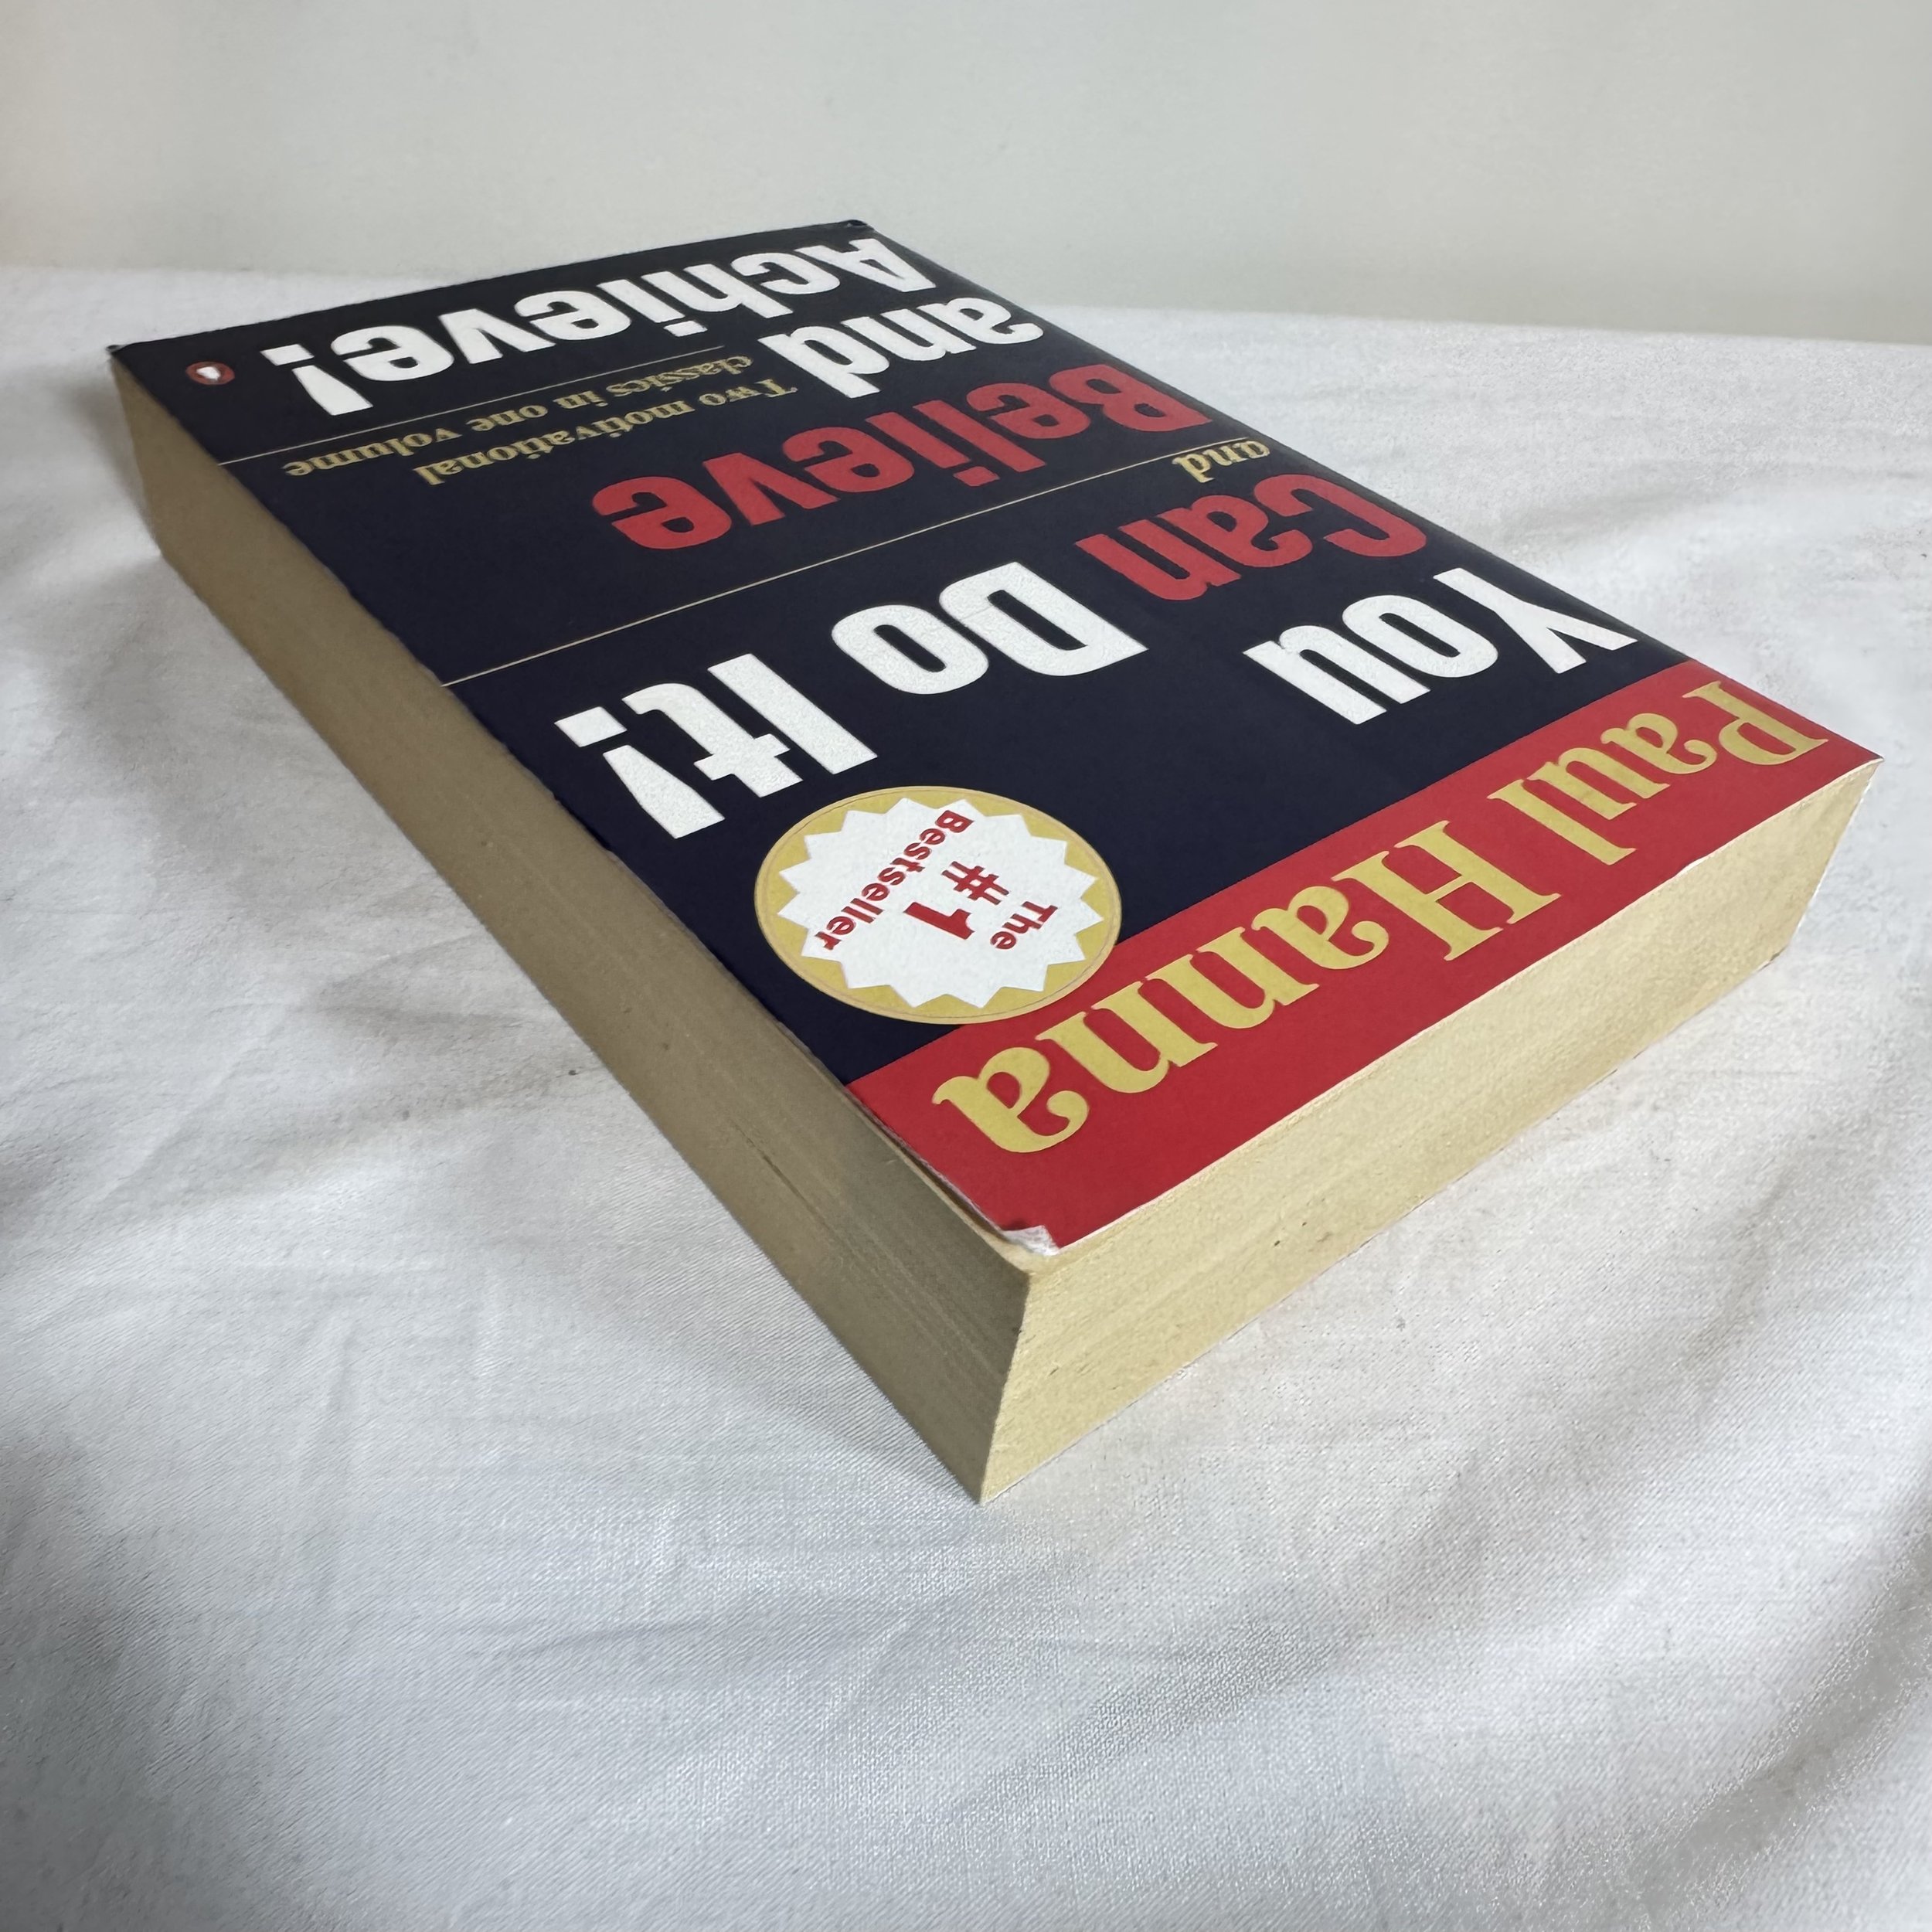 Paul Hanna
The
#1
Bestseller
You
Can Do It!
and
Believe
and
Achieve!
Two motivational
classics in one volume